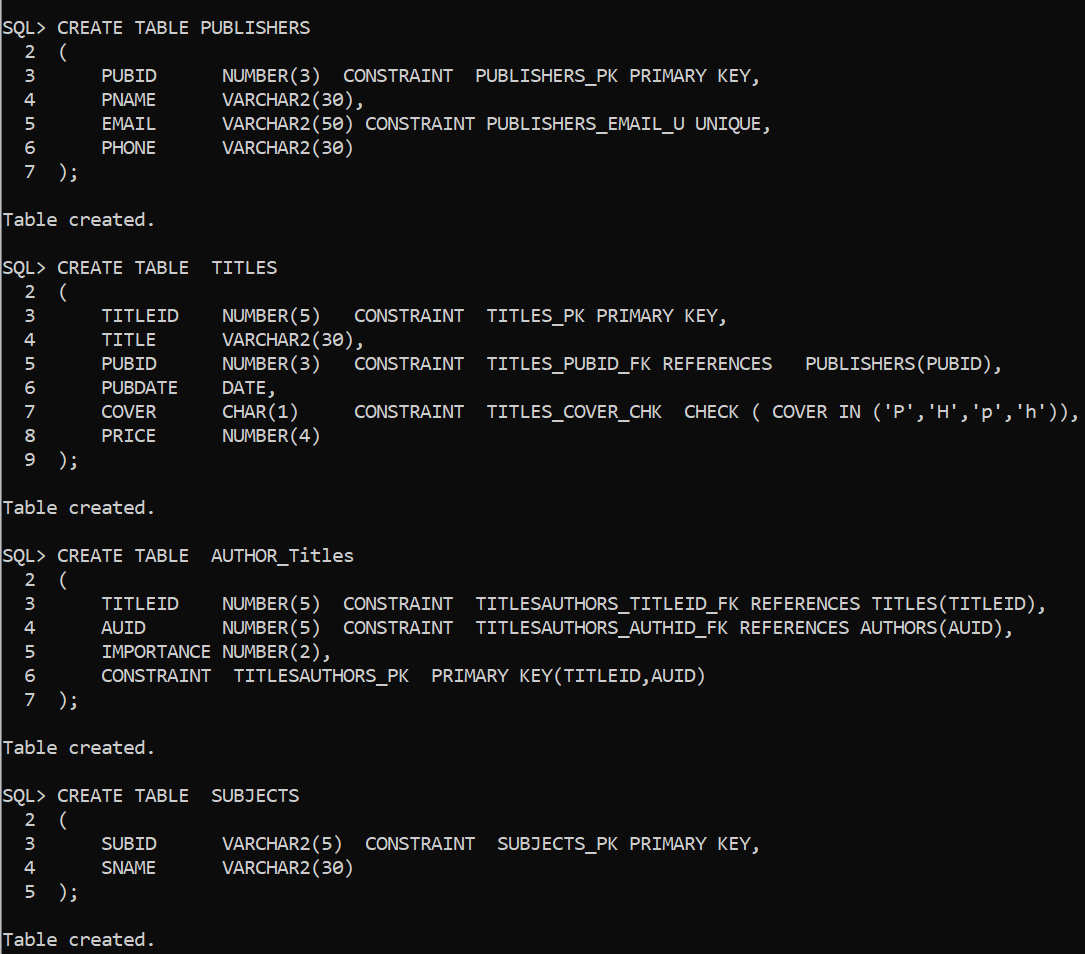 SQL> CREATE TABLE PUBLISHERS
  2  (
  3      PUBID      NUMBER(3)  CONSTRAINT  PUBLISHERS_PK PRIMARY KEY,
  4      PNAME      VARCHAR2(30),
  5      EMAIL      VARCHAR2(50) CONSTRAINT PUBLISHERS_EMAIL_U UNIQUE,
  6      PHONE      VARCHAR2(30)
  7  );
Table created.
SQL> CREATE TABLE  TITLES
  2  (
  3      TITLEID    NUMBER(5)   CONSTRAINT  TITLES_PK PRIMARY KEY,
  4      TITLE      VARCHAR2(30),
  5      PUBID      NUMBER(3)   CONSTRAINT  TITLES_PUBID_FK REFERENCES   PUBLISHERS(PUBID),
  6      PUBDATE    DATE,
  7      COVER      CHAR(1)     CONSTRAINT  TITLES_COVER_CHK  CHECK ( COVER IN ('P','H','p','h')),
  8      PRICE      NUMBER(4)
  9  );
Table created.
SQL> CREATE TABLE  AUTHOR_Titles
  2  (
  3      TITLEID    NUMBER(5)  CONSTRAINT  TITLESAUTHORS_TITLEID_FK REFERENCES TITLES(TITLEID),
  4      AUID       NUMBER(5)  CONSTRAINT  TITLESAUTHORS_AUTHID_FK REFERENCES AUTHORS(AUID),
  5      IMPORTANCE NUMBER(2),
  6      CONSTRAINT  TITLESAUTHORS_PK  PRIMARY KEY(TITLEID,AUID)
  7  );
Table created.
SQL> CREATE TABLE  SUBJECTS
  2  (
  3      SUBID      VARCHAR2(5)  CONSTRAINT  SUBJECTS_PK PRIMARY KEY,
  4      SNAME      VARCHAR2(30)
  5  );
Table created.